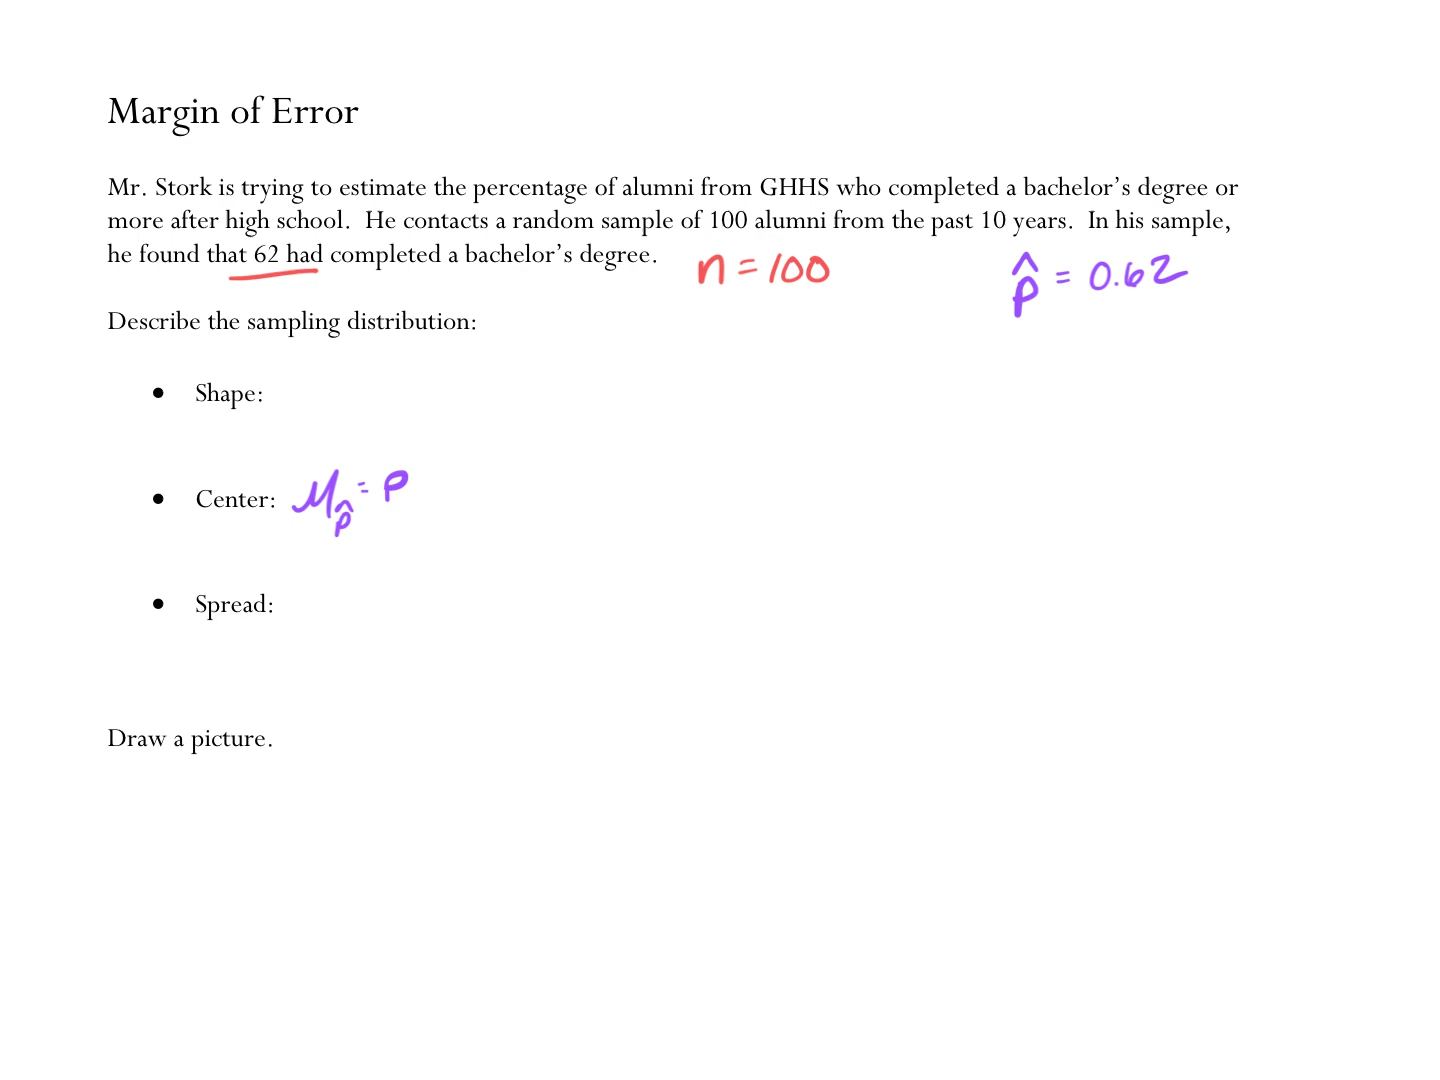 Margin of Error
Mr. Stork is trying to estimate the percentage of alumni from GHHS who completed a bachelor’s degree or
more after high school.  He contacts a random sample of 100 alumni from the past 10 years.  In his sample,
he found that 62 had completed a bachelor’s degree.
n = 100
p̂ = 0.62
Describe the sampling distribution:
• Shape:
• Center: μp̂ = p
• Spread:
Draw a picture.